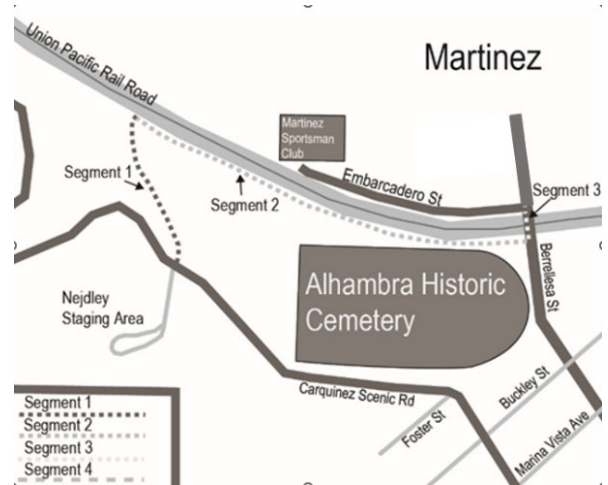 Union Pacific Rail Road
Martinez
Martinez
Sportsman
Club
Embarcadero St
Segment 1
Segment 2
Segment 3
Berrellesa St
Alhambra Historic
Cemetery
Nejdley
Staging Area
Carquinez Scenic Rd
Foster St
Buckley St
Marina Vista Ave
Segment 1
Segment 2
Segment 3
Segment 4